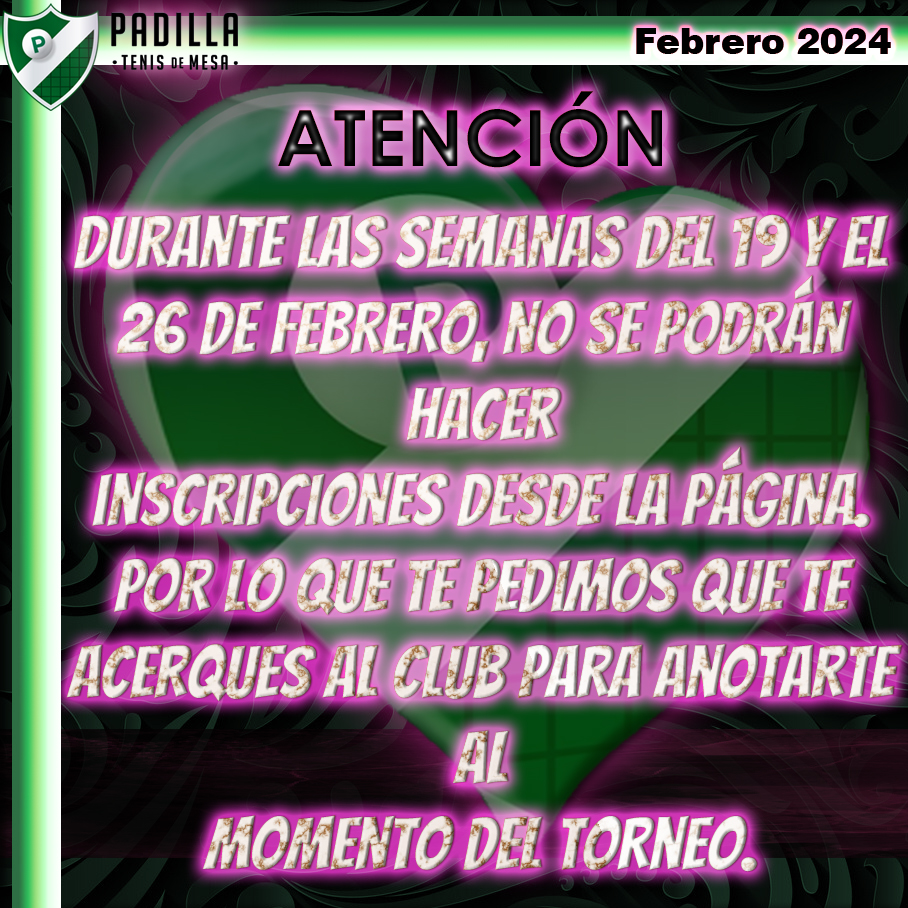 PADILLA
·TENIS DE MESA·
Febrero 2024
P
ATENCIÓN
DURANTE LAS SEMANAS DEL 19 Y EL
26 DE FEBRERO, NO SE PODRÁN
HACER
INSCRIPCIONES DESDE LA PÁGINA.
POR LO QUE TE PEDIMOS QUE TE
ACERQUES AL CLUB PARA ANOTARTE
AL
MOMENTO DEL TORNEO.